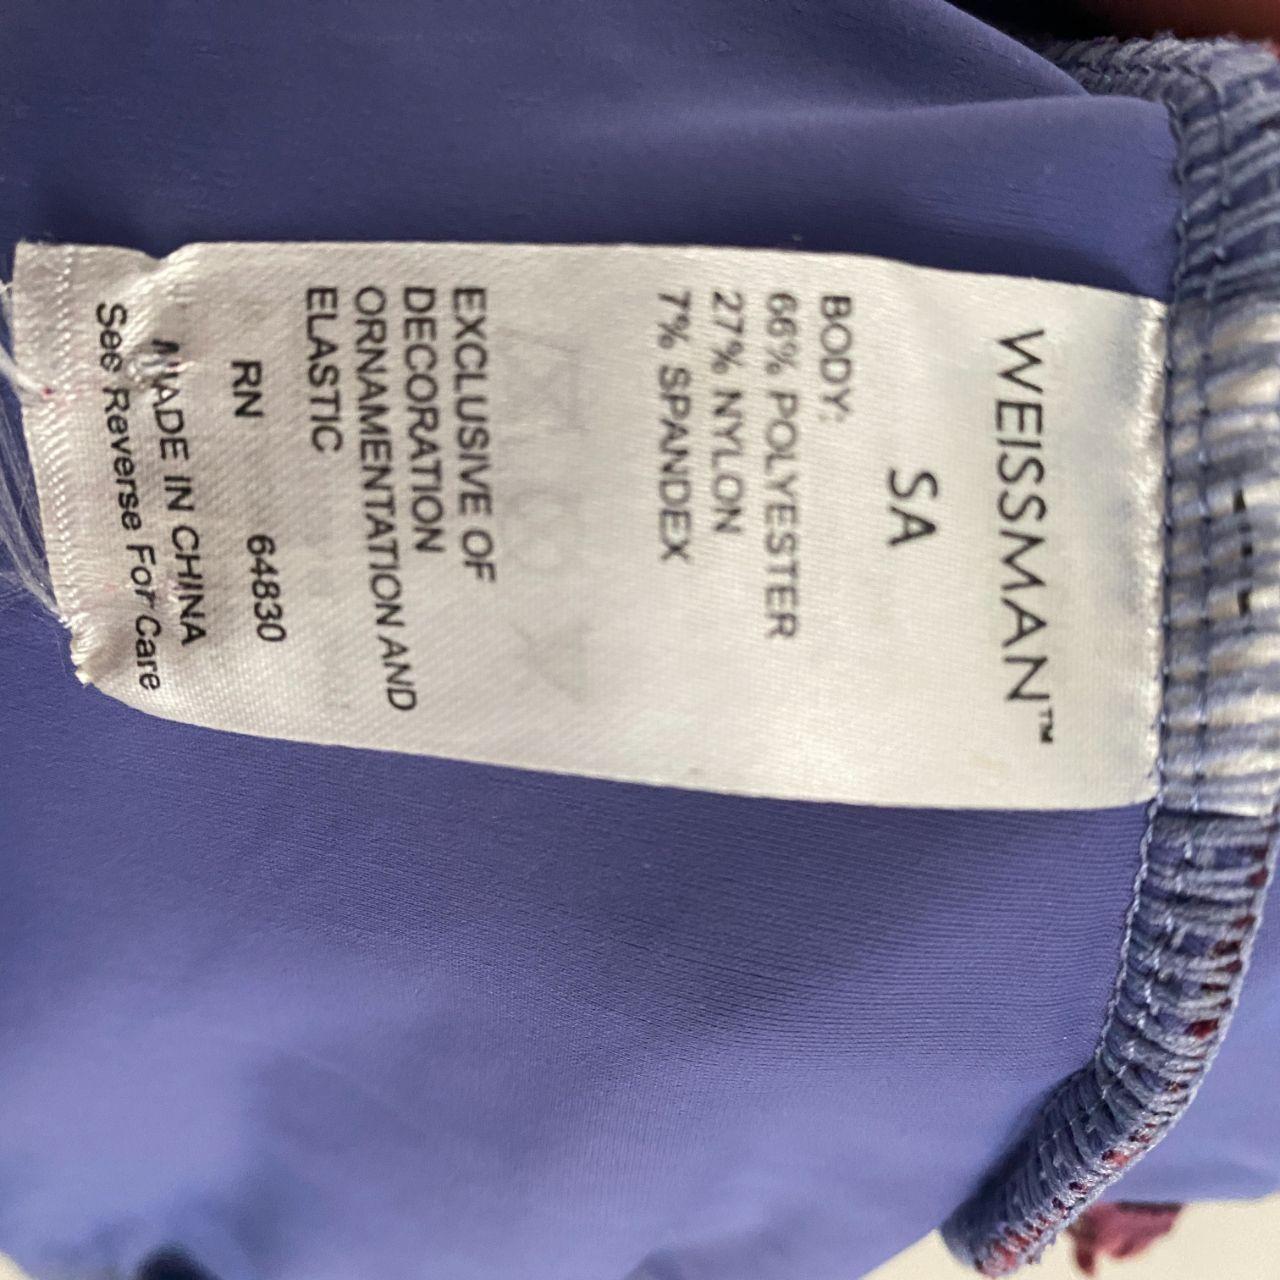 WEISSMAN™
SA
BODY:
66% POLYESTER
27% NYLON
7% SPANDEX
EXCLUSIVE OF
DECORATION
ORNAMENTATION AND
ELASTIC
RN 64830
MADE IN CHINA
See Reverse For Care